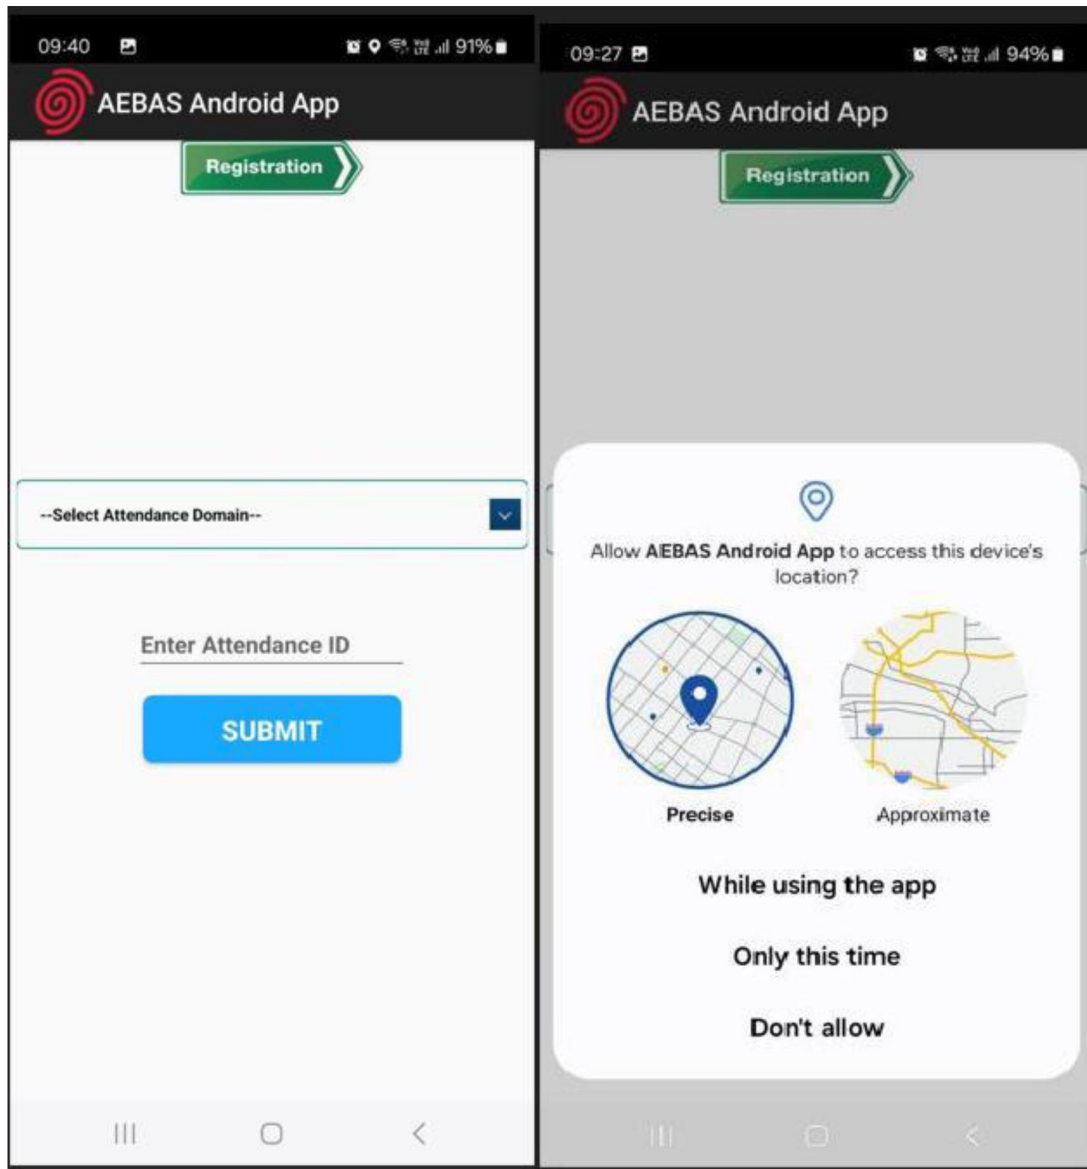 09:40
91%
AEBAS Android App
Registration
--Select Attendance Domain--
Enter Attendance ID
SUBMIT
09:27
94%
AEBAS Android App
Registration
Allow AEBAS Android App to access this device's
location?
Precise
Approximate
While using the app
Only this time
Don't allow